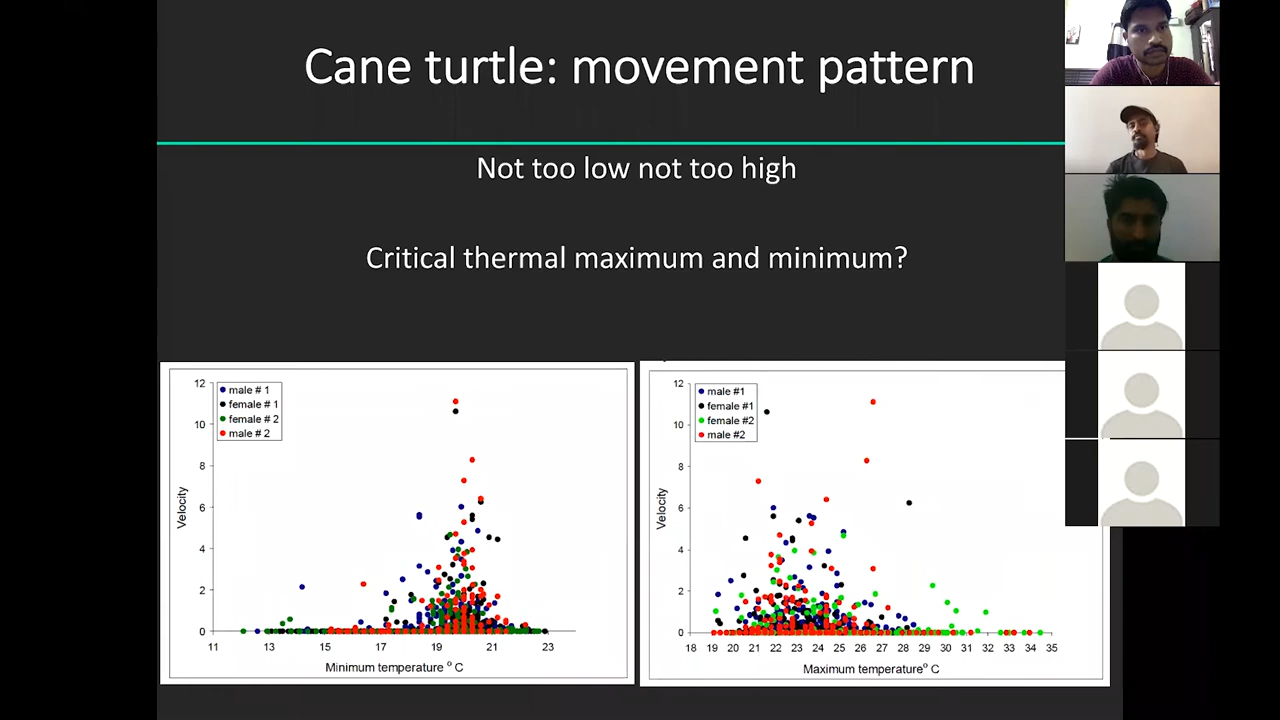 Cane turtle: movement pattern
Not too low not too high
Critical thermal maximum and minimum?
12
10
8
6
4
2
0
Velocity
male # 1
female # 1
female # 2
male # 2
11 13 15 17 19 21 23
Minimum temperature ° C
12
10
8
6
4
2
0
Velocity
male #1
female #1
female #2
male #2
18 19 20 21 22 23 24 25 26 27 28 29 30 31 32 33 34 35
Maximum temperature° C